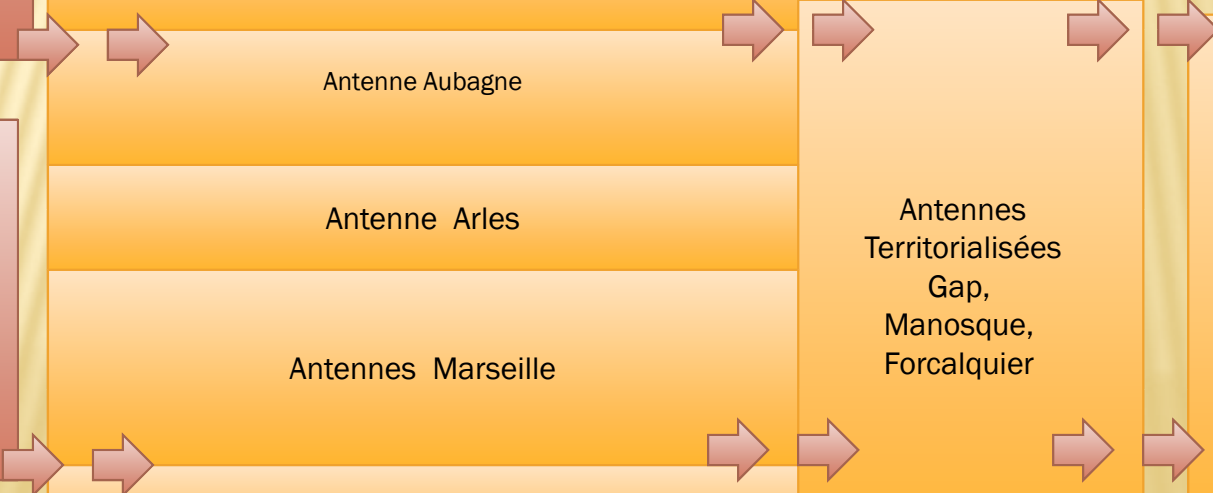 Antenne Aubagne
Antenne  Arles
Antennes  Marseille
Antennes
Territorialisées
Gap,
Manosque,
Forcalquier